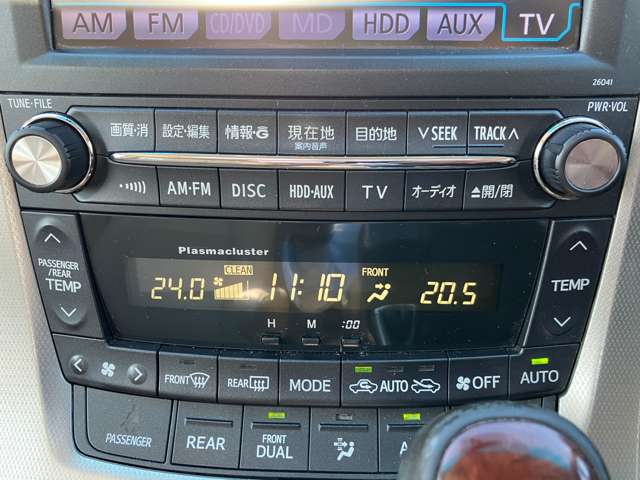 AM FM CD/DVD MD HDD AUX TV
26041
TUNE・FILE PWR・VOL
画質・消 設定・編集 情報・G 現在地 目的地 ∨SEEK TRACK∧
案内音声
AM・FM DISC HDD・AUX TV オーディオ ▲開/閉
Plasmacluster
PASSENGER/REAR TEMP
24.0 CLEAN 11:10 FRONT 20.5
TEMP
H M :00
FRONT REAR MODE AUTO OFF AUTO
PASSENGER REAR FRONT DUAL